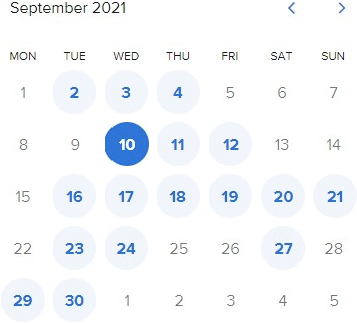 September 2021
MON TUE WED THU FRI SAT SUN
1 2 3 4 5 6 7
8 9 10 11 12 13 14
15 16 17 18 19 20 21
22 23 24 25 26 27 28
29 30 1 2 3 4 5